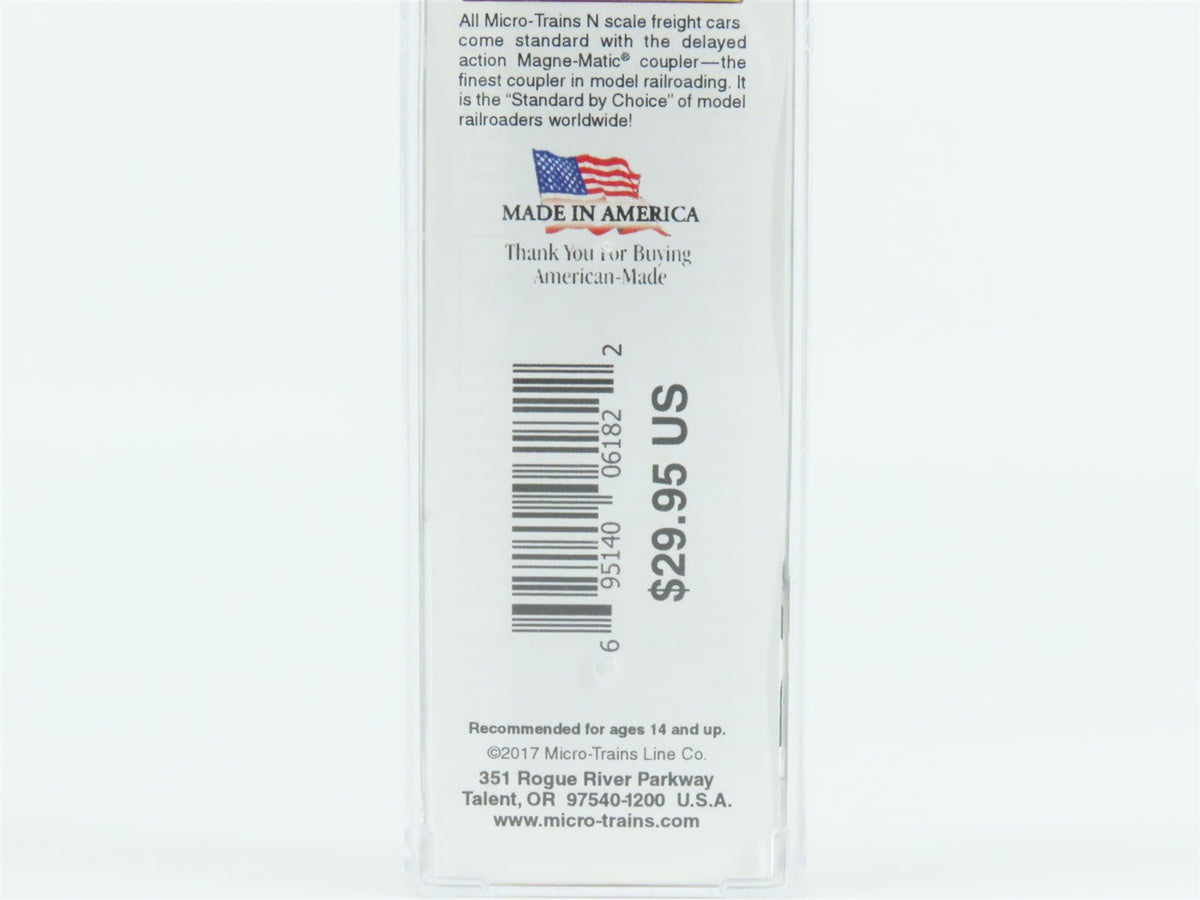 All Micro-Trains N scale freight cars
come standard with the delayed
action Magne-Matic® coupler—the
finest coupler in model railroading. It
is the "Standard by Choice" of model
railroaders worldwide!
MADE IN AMERICA
Thank You For Buying
American-Made
6 95140 06182 2
$29.95 US
Recommended for ages 14 and up.
©2017 Micro-Trains Line Co.
351 Rogue River Parkway
Talent, OR 97540-1200 U.S.A.
www.micro-trains.com